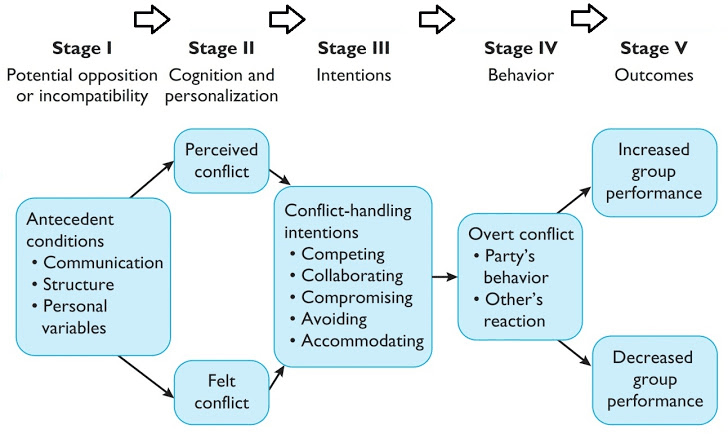 Stage I
Potential opposition
or incompatibility
Stage II
Cognition and
personalization
Stage III
Intentions
Stage IV
Behavior
Stage V
Outcomes
Antecedent
conditions
• Communication
• Structure
• Personal
variables
Perceived
conflict
Felt
conflict
Conflict-handling
intentions
• Competing
• Collaborating
• Compromising
• Avoiding
• Accommodating
Overt conflict
• Party's
behavior
• Other's
reaction
Increased
group
performance
Decreased
group
performance